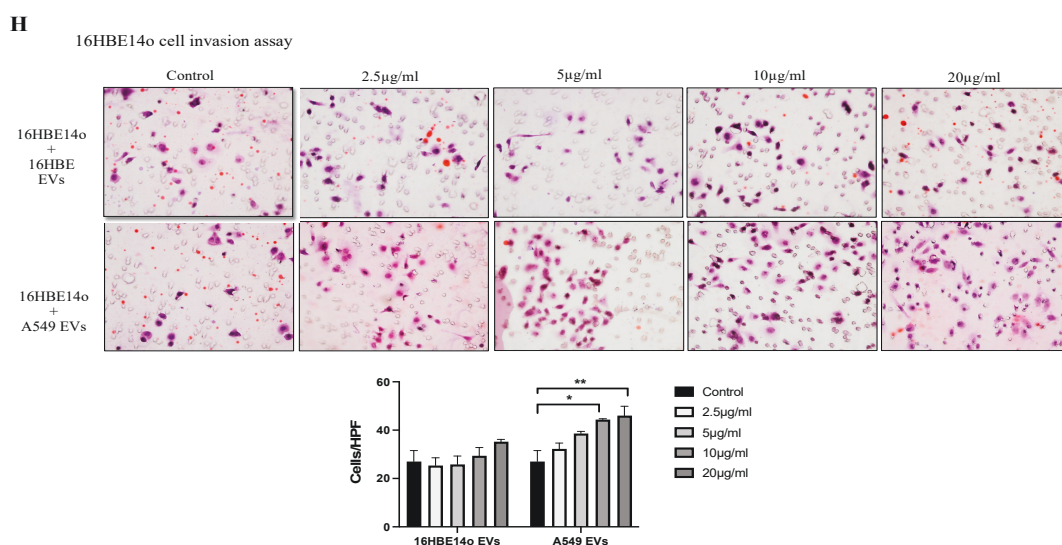 H
16HBE14o cell invasion assay
Control 2.5µg/ml 5µg/ml 10µg/ml 20µg/ml
16HBE14o
+
16HBE
EVs
16HBE14o
+
A549 EVs
60
40
20
0
Cells/HPF
*
**
16HBE14o EVs A549 EVs
Control
2.5µg/ml
5µg/ml
10µg/ml
20µg/ml